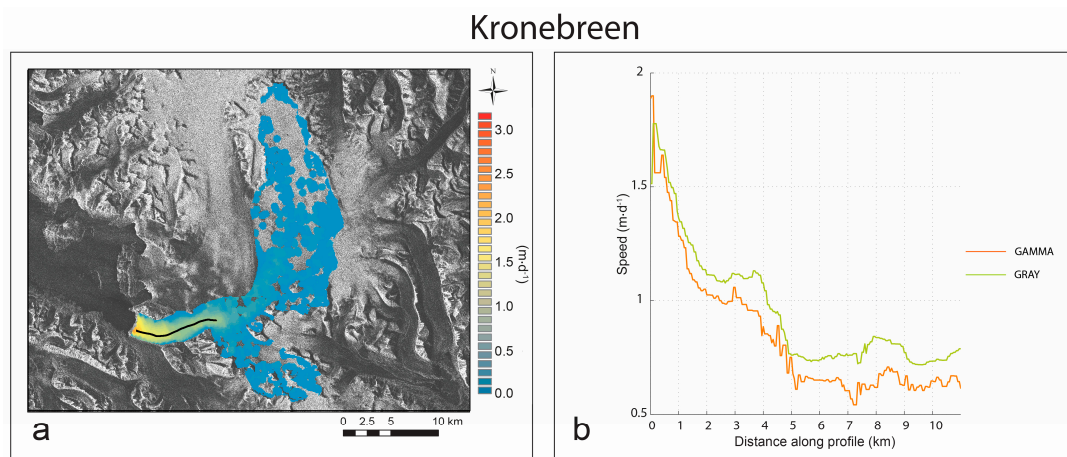 Kronebreen
N
3.0
2.5
2.0
1.5
1.0
0.5
0.0
(m·d⁻¹)
0 2.5 5 10 km
a
2
1.5
1
0.5
Speed (m·d⁻¹)
0 1 2 3 4 5 6 7 8 9 10
Distance along profile (km)
GAMMA
GRAY
b